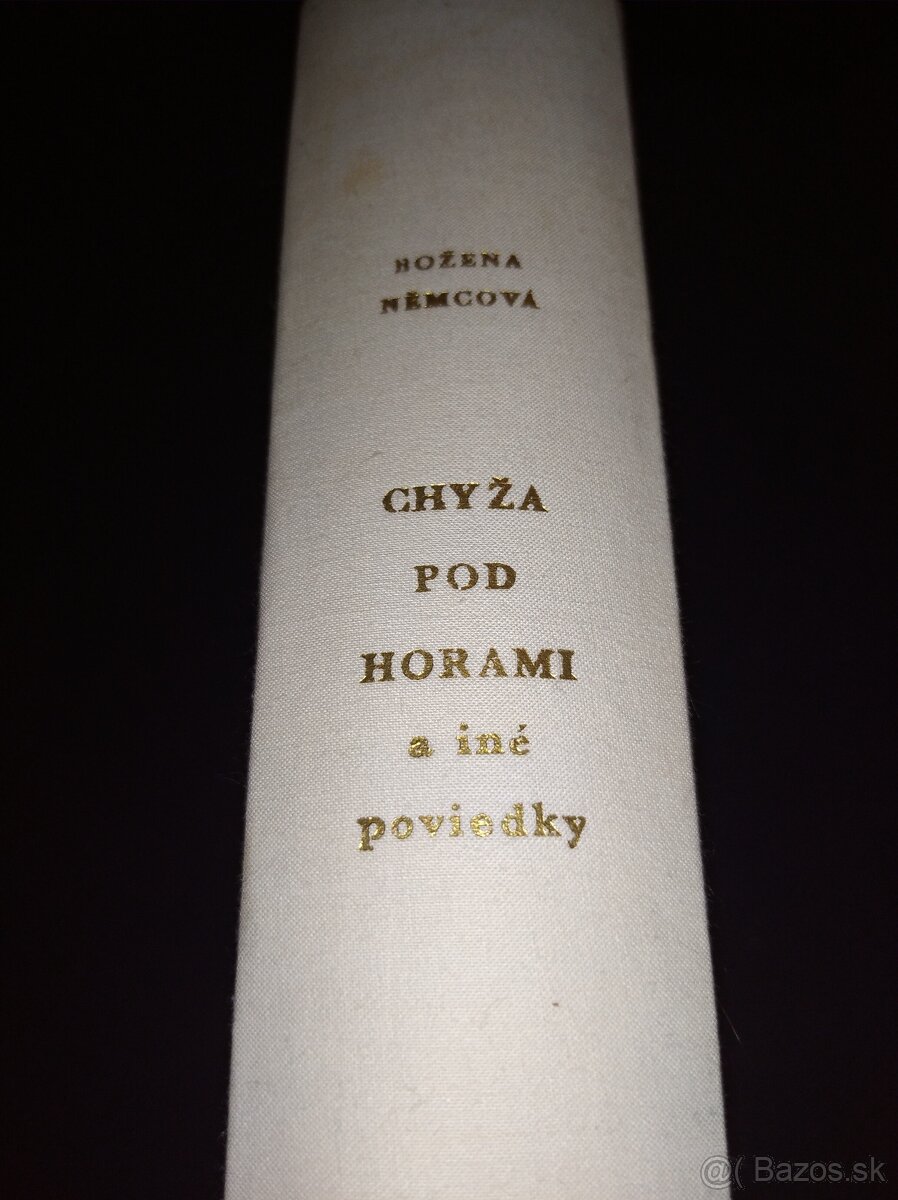 BOŽENA
NĚMCOVÁ
CHYŽA
POD
HORAMI
a iné
poviedky
@( Bazos.sk